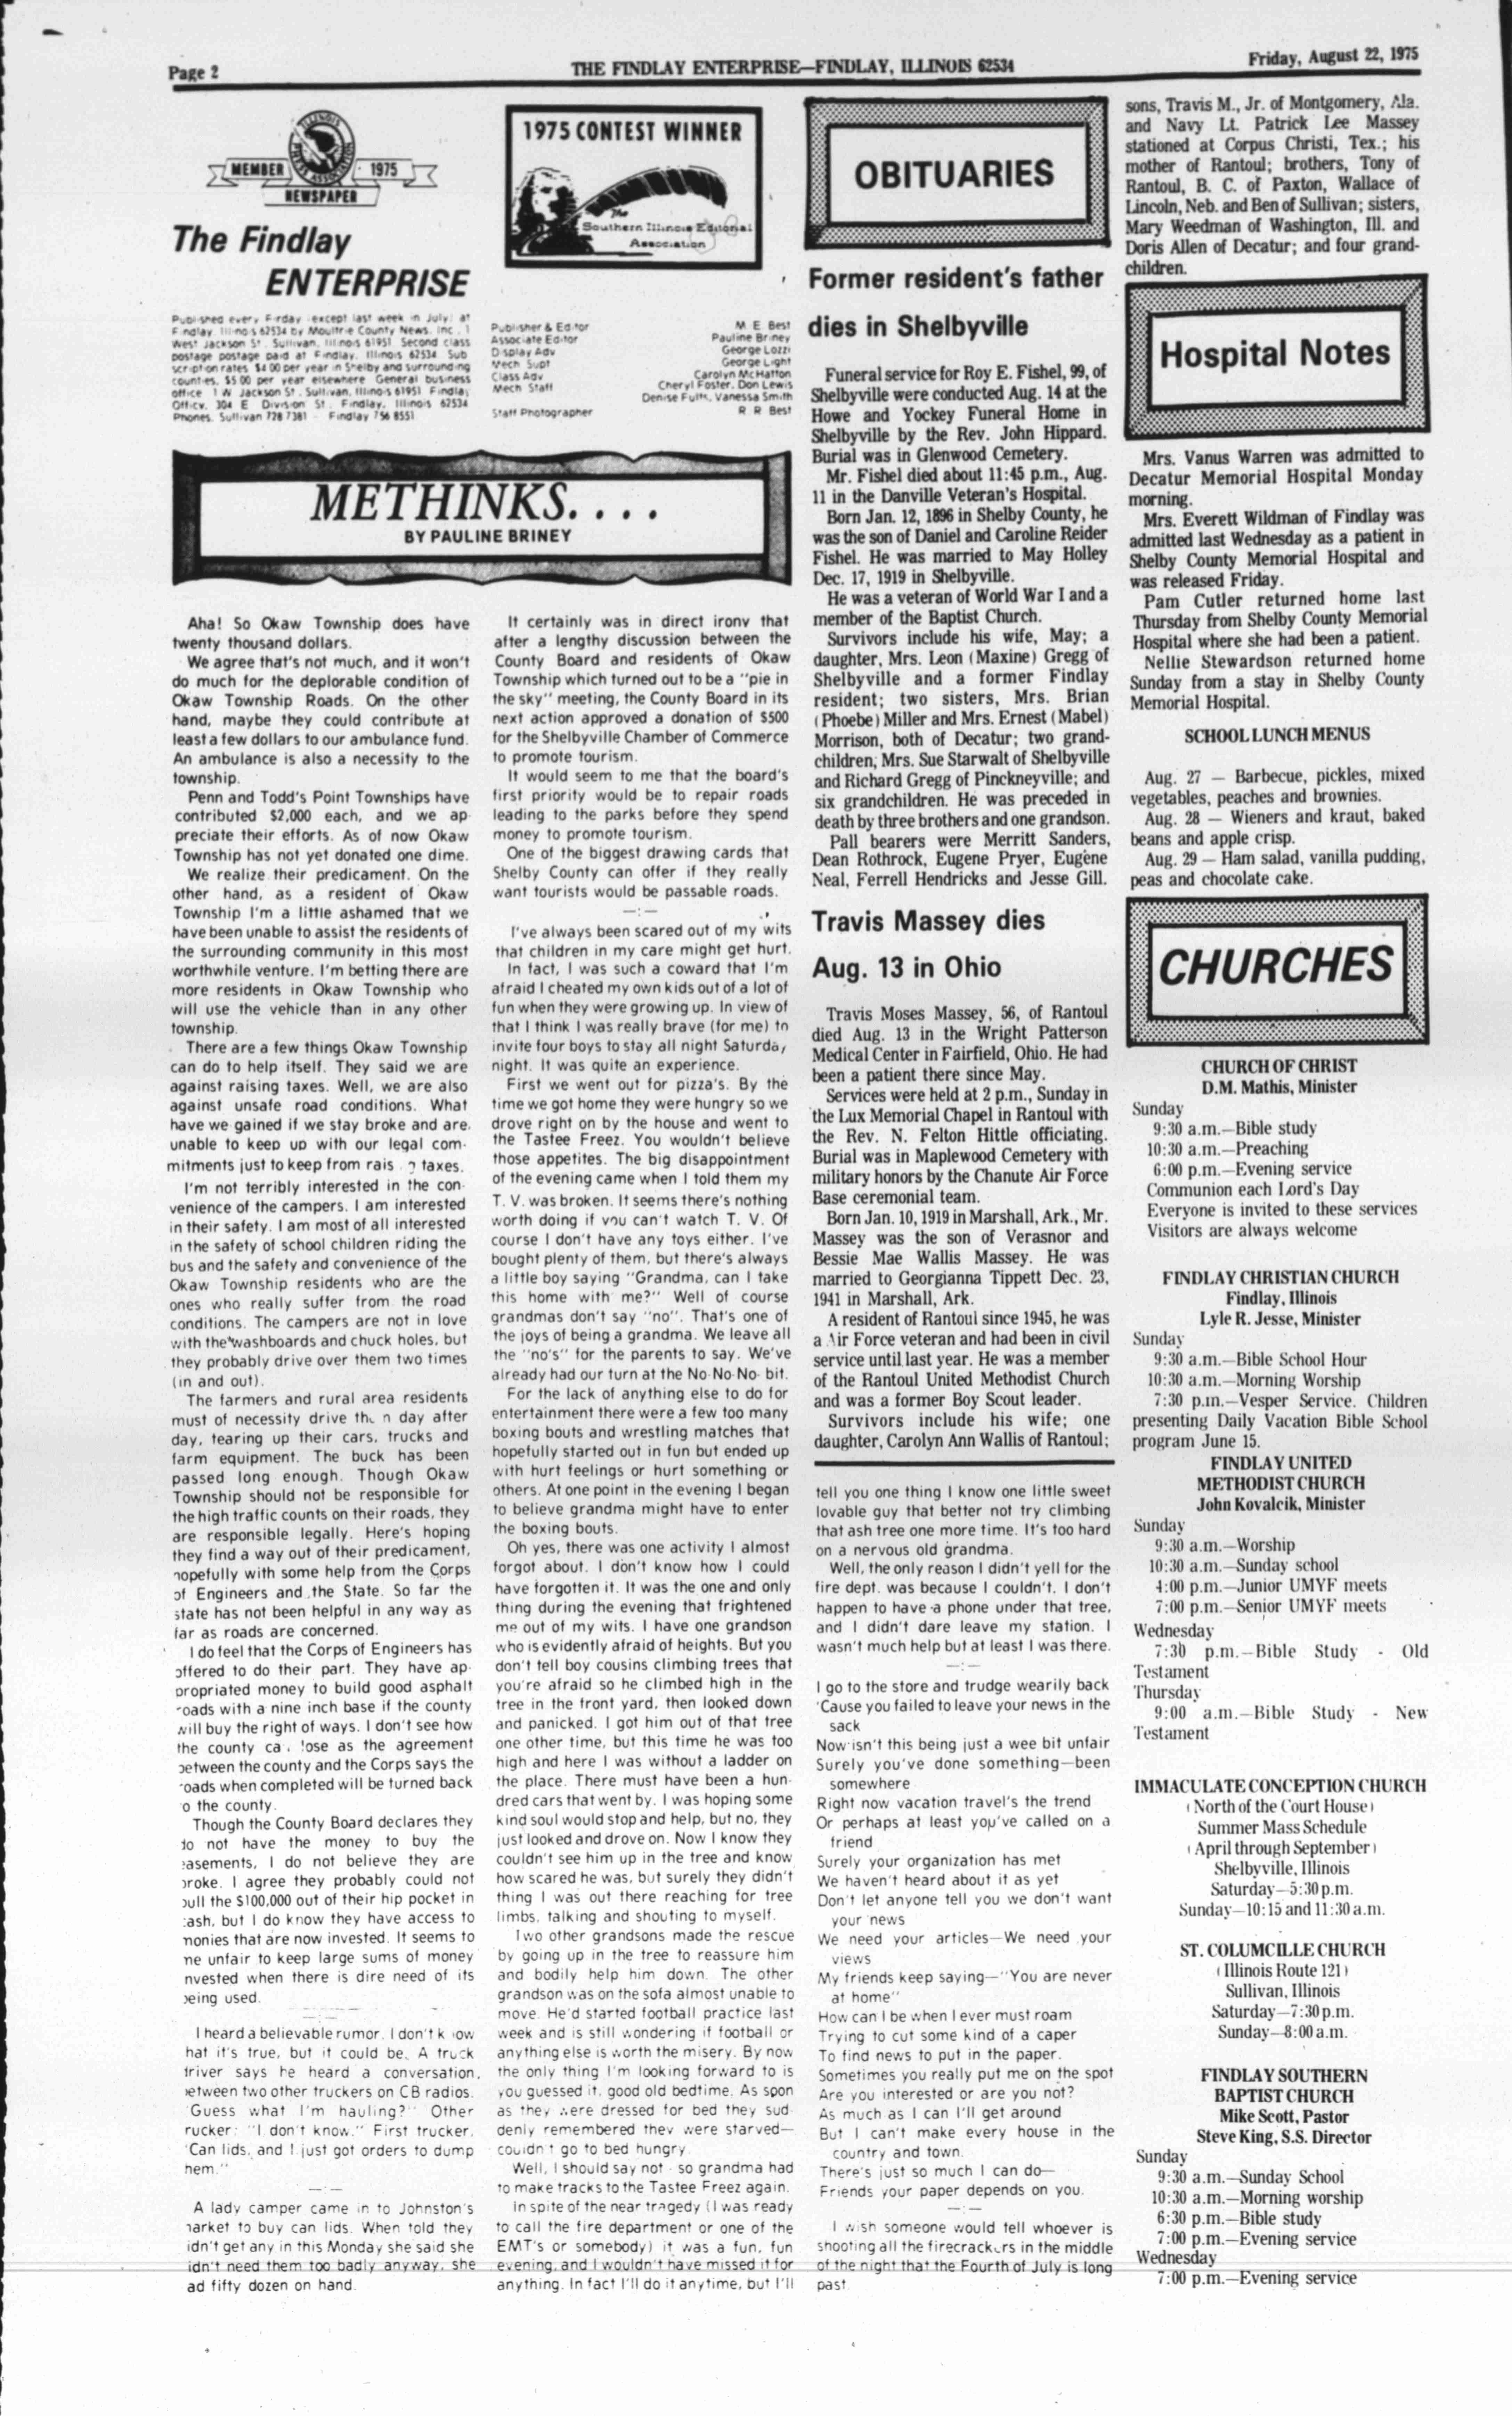 Page 2
THE FINDLAY ENTERPRISE—FINDLAY, ILLINOIS 62534
Friday, August 22, 1975
ILLINOIS
PRESS ASSOCIATION
MEMBER
1975
NEWSPAPER
The Findlay
ENTERPRISE
Published every Firday (except last week in July) at
Findlay, Illinois 62534 by Moultrie County News, Inc., 1
West Jackson St., Sullivan, Illinois 61951. Second class
postage postage paid at Findlay, Illinois 62534. Sub
scription rates $4.00 per year in Shelby and surrounding
counties, $5.00 per year elsewhere. General business
office 1 W Jackson St., Sullivan, Illinois 61951 Findlay
Officy, 304 E Division St., Findlay, Illinois 62534
Phones, Sullivan 728 7381 - Findlay 756 8551
1975 CONTEST WINNER
The
Southern Illinois Editorial
Association
Publisher & Editor
M. E. Best
Associate Editor
Pauline Briney
Display Adv
George Lozzi
Mech Supt
George Light
Class Adv
Carolyn McHatton
Mech Staff
Cheryl Foster, Don Lewis
Denise Fults, Vanessa Smith
Staff Photographer
R R Best
METHINKS. . . .
BY PAULINE BRINEY
Aha! So Okaw Township does have
twenty thousand dollars.
We agree that's not much, and it won't
do much for the deplorable condition of
Okaw Township Roads. On the other
hand, maybe they could contribute at
least a few dollars to our ambulance fund.
An ambulance is also a necessity to the
township.
Penn and Todd's Point Townships have
contributed $2,000 each, and we ap
preciate their efforts. As of now Okaw
Township has not yet donated one dime.
We realize their predicament. On the
other hand, as a resident of Okaw
Township I'm a little ashamed that we
have been unable to assist the residents of
the surrounding community in this most
worthwhile venture. I'm betting there are
more residents in Okaw Township who
will use the vehicle than in any other
township.
There are a few things Okaw Township
can do to help itself. They said we are
against raising taxes. Well, we are also
against unsafe road conditions. What
have we gained if we stay broke and are
unable to keep up with our legal com-
mitments just to keep from rais  taxes.
I'm not terribly interested in the con-
venience of the campers. I am interested
in their safety. I am most of all interested
in the safety of school children riding the
bus and the safety and convenience of the
Okaw Township residents who are the
ones who really suffer from the road
conditions. The campers are not in love
with the washboards and chuck holes, but
they probably drive over them two times
(in and out).
The farmers and rural area residents
must of necessity drive th n day after
day, tearing up their cars, trucks and
farm equipment. The buck has been
passed long enough. Though Okaw
Township should not be responsible for
the high traffic counts on their roads, they
are responsible legally. Here's hoping
they find a way out of their predicament,
hopefully with some help from the Corps
of Engineers and the State. So far the
state has not been helpful in any way as
far as roads are concerned.
I do feel that the Corps of Engineers has
offered to do their part. They have ap-
propriated money to build good asphalt
roads with a nine inch base if the county
will buy the right of ways. I don't see how
the county ca lose as the agreement
between the county and the Corps says the
roads when completed will be turned back
o the county.
Though the County Board declares they
do not have the money to buy the
easements, I do not believe they are
broke. I agree they probably could not
pull the $100,000 out of their hip pocket in
cash, but I do know they have access to
monies that are now invested. It seems to
me unfair to keep large sums of money
nvested when there is dire need of its
being used.
—:—
I heard a believable rumor. I don't k ow
hat it's true, but it could be. A truck
driver says he heard a conversation,
between two other truckers on CB radios.
"Guess what I'm hauling?" Other
rucker: "I don't know." First trucker,
"Can lids, and I just got orders to dump
hem."
—:—
A lady camper came in to Johnston's
market to buy can lids. When told they
idn't get any in this Monday she said she
idn't need them too badly anyway, she
ad fifty dozen on hand.
It certainly was in direct irony that
after a lengthy discussion between the
County Board and residents of Okaw
Township which turned out to be a "pie in
the sky" meeting, the County Board in its
next action approved a donation of $500
for the Shelbyville Chamber of Commerce
to promote tourism.
It would seem to me that the board's
first priority would be to repair roads
leading to the parks before they spend
money to promote tourism.
One of the biggest drawing cards that
Shelby County can offer if they really
want tourists would be passable roads.
—:—
I've always been scared out of my wits
that children in my care might get hurt.
In fact, I was such a coward that I'm
afraid I cheated my own kids out of a lot of
fun when they were growing up. In view of
that I think I was really brave (for me) to
invite four boys to stay all night Saturday
night. It was quite an experience.
First we went out for pizza's. By the
time we got home they were hungry so we
drove right on by the house and went to
the Tastee Freez. You wouldn't believe
those appetites. The big disappointment
of the evening came when I told them my
T. V. was broken. It seems there's nothing
worth doing if you can't watch T. V. Of
course I don't have any toys either. I've
bought plenty of them, but there's always
a little boy saying "Grandma, can I take
this home with me?" Well of course
grandmas don't say "no". That's one of
the joys of being a grandma. We leave all
the "no's" for the parents to say. We've
already had our turn at the No-No-No- bit.
For the lack of anything else to do for
entertainment there were a few too many
boxing bouts and wrestling matches that
hopefully started out in fun but ended up
with hurt feelings or hurt something or
others. At one point in the evening I began
to believe grandma might have to enter
the boxing bouts.
Oh yes, there was one activity I almost
forgot about. I don't know how I could
have forgotten it. It was the one and only
thing during the evening that frightened
me out of my wits. I have one grandson
who is evidently afraid of heights. But you
don't tell boy cousins climbing trees that
you're afraid so he climbed high in the
tree in the front yard, then looked down
and panicked. I got him out of that tree
one other time, but this time he was too
high and here I was without a ladder on
the place. There must have been a hun-
dred cars that went by. I was hoping some
kind soul would stop and help, but no, they
just looked and drove on. Now I know they
couldn't see him up in the tree and know
how scared he was, but surely they didn't
thing I was out there reaching for tree
limbs, talking and shouting to myself.
Two other grandsons made the rescue
by going up in the tree to reassure him
and bodily help him down. The other
grandson was on the sofa almost unable to
move. He'd started football practice last
week and is still wondering if football or
anything else is worth the misery. By now
the only thing I'm looking forward to is
you guessed it, good old bedtime. As soon
as they were dressed for bed they sud-
denly remembered they were starved—
couldn't go to bed hungry.
Well, I should say not - so grandma had
to make tracks to the Tastee Freez again.
In spite of the near tragedy (I was ready
to call the fire department or one of the
EMT's or somebody) it was a fun, fun
evening, and I wouldn't have missed it for
anything. In fact I'll do it anytime, but I'll
OBITUARIES
Former resident's father
dies in Shelbyville
Funeral service for Roy E. Fishel, 99, of
Shelbyville were conducted Aug. 14 at the
Howe and Yockey Funeral Home in
Shelbyville by the Rev. John Hippard.
Burial was in Glenwood Cemetery.
Mr. Fishel died about 11:45 p.m., Aug.
11 in the Danville Veteran's Hospital.
Born Jan. 12, 1896 in Shelby County, he
was the son of Daniel and Caroline Reider
Fishel. He was married to May Holley
Dec. 17, 1919 in Shelbyville.
He was a veteran of World War I and a
member of the Baptist Church.
Survivors include his wife, May; a
daughter, Mrs. Leon (Maxine) Gregg of
Shelbyville and a former Findlay
resident; two sisters, Mrs. Brian
(Phoebe) Miller and Mrs. Ernest (Mabel)
Morrison, both of Decatur; two grand-
children, Mrs. Sue Starwalt of Shelbyville
and Richard Gregg of Pinckneyville; and
six grandchildren. He was preceded in
death by three brothers and one grandson.
Pall bearers were Merritt Sanders,
Dean Rothrock, Eugene Pryer, Eugene
Neal, Ferrell Hendricks and Jesse Gill.
Travis Massey dies
Aug. 13 in Ohio
Travis Moses Massey, 56, of Rantoul
died Aug. 13 in the Wright Patterson
Medical Center in Fairfield, Ohio. He had
been a patient there since May.
Services were held at 2 p.m., Sunday in
the Lux Memorial Chapel in Rantoul with
the Rev. N. Felton Hittle officiating.
Burial was in Maplewood Cemetery with
military honors by the Chanute Air Force
Base ceremonial team.
Born Jan. 10, 1919 in Marshall, Ark., Mr.
Massey was the son of Verasnor and
Bessie Mae Wallis Massey. He was
married to Georgianna Tippett Dec. 23,
1941 in Marshall, Ark.
A resident of Rantoul since 1945, he was
a Air Force veteran and had been in civil
service until last year. He was a member
of the Rantoul United Methodist Church
and was a former Boy Scout leader.
Survivors include his wife; one
daughter, Carolyn Ann Wallis of Rantoul;
tell you one thing I know one little sweet
lovable guy that better not try climbing
that ash tree one more time. It's too hard
on a nervous old grandma.
Well, the only reason I didn't yell for the
fire dept. was because I couldn't. I don't
happen to have a phone under that tree,
and I didn't dare leave my station. I
wasn't much help but at least I was there.
—:—
I go to the store and trudge wearily back
'Cause you failed to leave your news in the
sack
Now isn't this being just a wee bit unfair
Surely you've done something—been
somewhere
Right now vacation travel's the trend
Or perhaps at least you've called on a
friend
Surely your organization has met
We haven't heard about it as yet
Don't let anyone tell you we don't want
your news
We need your articles—We need your
views
My friends keep saying—"You are never
at home"
How can I be when I ever must roam
Trying to cut some kind of a caper
To find news to put in the paper.
Sometimes you really put me on the spot
Are you interested or are you not?
As much as I can I'll get around
But I can't make every house in the
country and town.
There's just so much I can do—
Friends your paper depends on you.
—:—
I wish someone would tell whoever is
shooting all the firecrackers in the middle
of the night that the Fourth of July is long
past.
sons, Travis M., Jr. of Montgomery, Ala.
and Navy Lt. Patrick Lee Massey
stationed at Corpus Christi, Tex.; his
mother of Rantoul; brothers, Tony of
Rantoul, B. C. of Paxton, Wallace of
Lincoln, Neb. and Ben of Sullivan; sisters,
Mary Weedman of Washington, Ill. and
Doris Allen of Decatur; and four grand-
children.
Hospital Notes
Mrs. Vanus Warren was admitted to
Decatur Memorial Hospital Monday
morning.
Mrs. Everett Wildman of Findlay was
admitted last Wednesday as a patient in
Shelby County Memorial Hospital and
was released Friday.
Pam Cutler returned home last
Thursday from Shelby County Memorial
Hospital where she had been a patient.
Nellie Stewardson returned home
Sunday from a stay in Shelby County
Memorial Hospital.
SCHOOL LUNCH MENUS
Aug. 27 — Barbecue, pickles, mixed
vegetables, peaches and brownies.
Aug. 28 — Wieners and kraut, baked
beans and apple crisp.
Aug. 29 — Ham salad, vanilla pudding,
peas and chocolate cake.
CHURCHES
CHURCH OF CHRIST
D.M. Mathis, Minister
Sunday
9:30 a.m.—Bible study
10:30 a.m.—Preaching
6:00 p.m.—Evening service
Communion each Lord's Day
Everyone is invited to these services
Visitors are always welcome
FINDLAY CHRISTIAN CHURCH
Findlay, Illinois
Lyle R. Jesse, Minister
Sunday
9:30 a.m.—Bible School Hour
10:30 a.m.—Morning Worship
7:30 p.m.—Vesper Service. Children
presenting Daily Vacation Bible School
program June 15.
FINDLAY UNITED
METHODIST CHURCH
John Kovalcik, Minister
Sunday
9:30 a.m.—Worship
10:30 a.m.—Sunday school
4:00 p.m.—Junior UMYF meets
7:00 p.m.—Senior UMYF meets
Wednesday
7:30 p.m.—Bible Study - Old
Testament
Thursday
9:00 a.m.—Bible Study - New
Testament
IMMACULATE CONCEPTION CHURCH
(North of the Court House)
Summer Mass Schedule
(April through September)
Shelbyville, Illinois
Saturday—5:30 p.m.
Sunday—10:15 and 11:30 a.m.
ST. COLUMCILLE CHURCH
(Illinois Route 121)
Sullivan, Illinois
Saturday—7:30 p.m.
Sunday—8:00 a.m.
FINDLAY SOUTHERN
BAPTIST CHURCH
Mike Scott, Pastor
Steve King, S.S. Director
Sunday
9:30 a.m.—Sunday School
10:30 a.m.—Morning worship
6:30 p.m.—Bible study
7:00 p.m.—Evening service
Wednesday
7:00 p.m.—Evening service